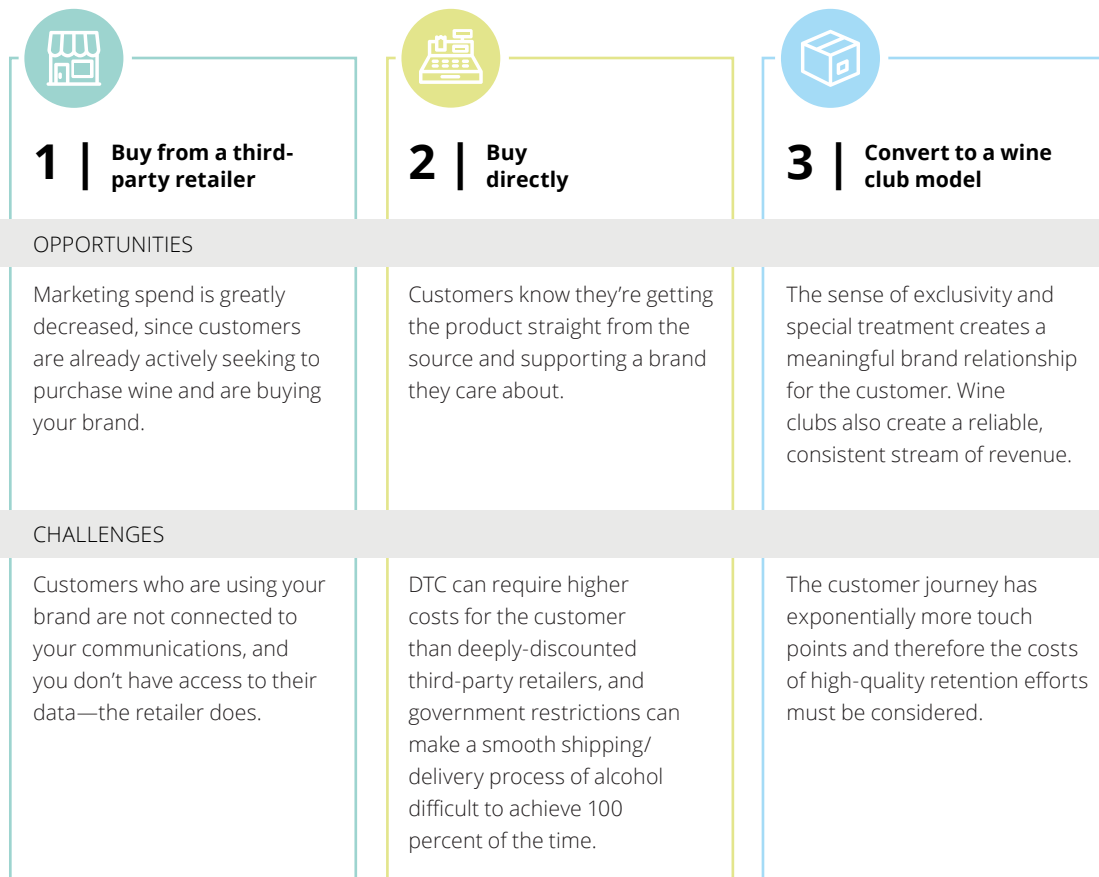 1 | Buy from a third-
party retailer
2 | Buy
directly
3 | Convert to a wine
club model
OPPORTUNITIES
Marketing spend is greatly
decreased, since customers
are already actively seeking to
purchase wine and are buying
your brand.
Customers know they're getting
the product straight from the
source and supporting a brand
they care about.
The sense of exclusivity and
special treatment creates a
meaningful brand relationship
for the customer. Wine
clubs also create a reliable,
consistent stream of revenue.
CHALLENGES
Customers who are using your
brand are not connected to
your communications, and
you don't have access to their
data—the retailer does.
DTC can require higher
costs for the customer
than deeply-discounted
third-party retailers, and
government restrictions can
make a smooth shipping/
delivery process of alcohol
difficult to achieve 100
percent of the time.
The customer journey has
exponentially more touch
points and therefore the costs
of high-quality retention efforts
must be considered.